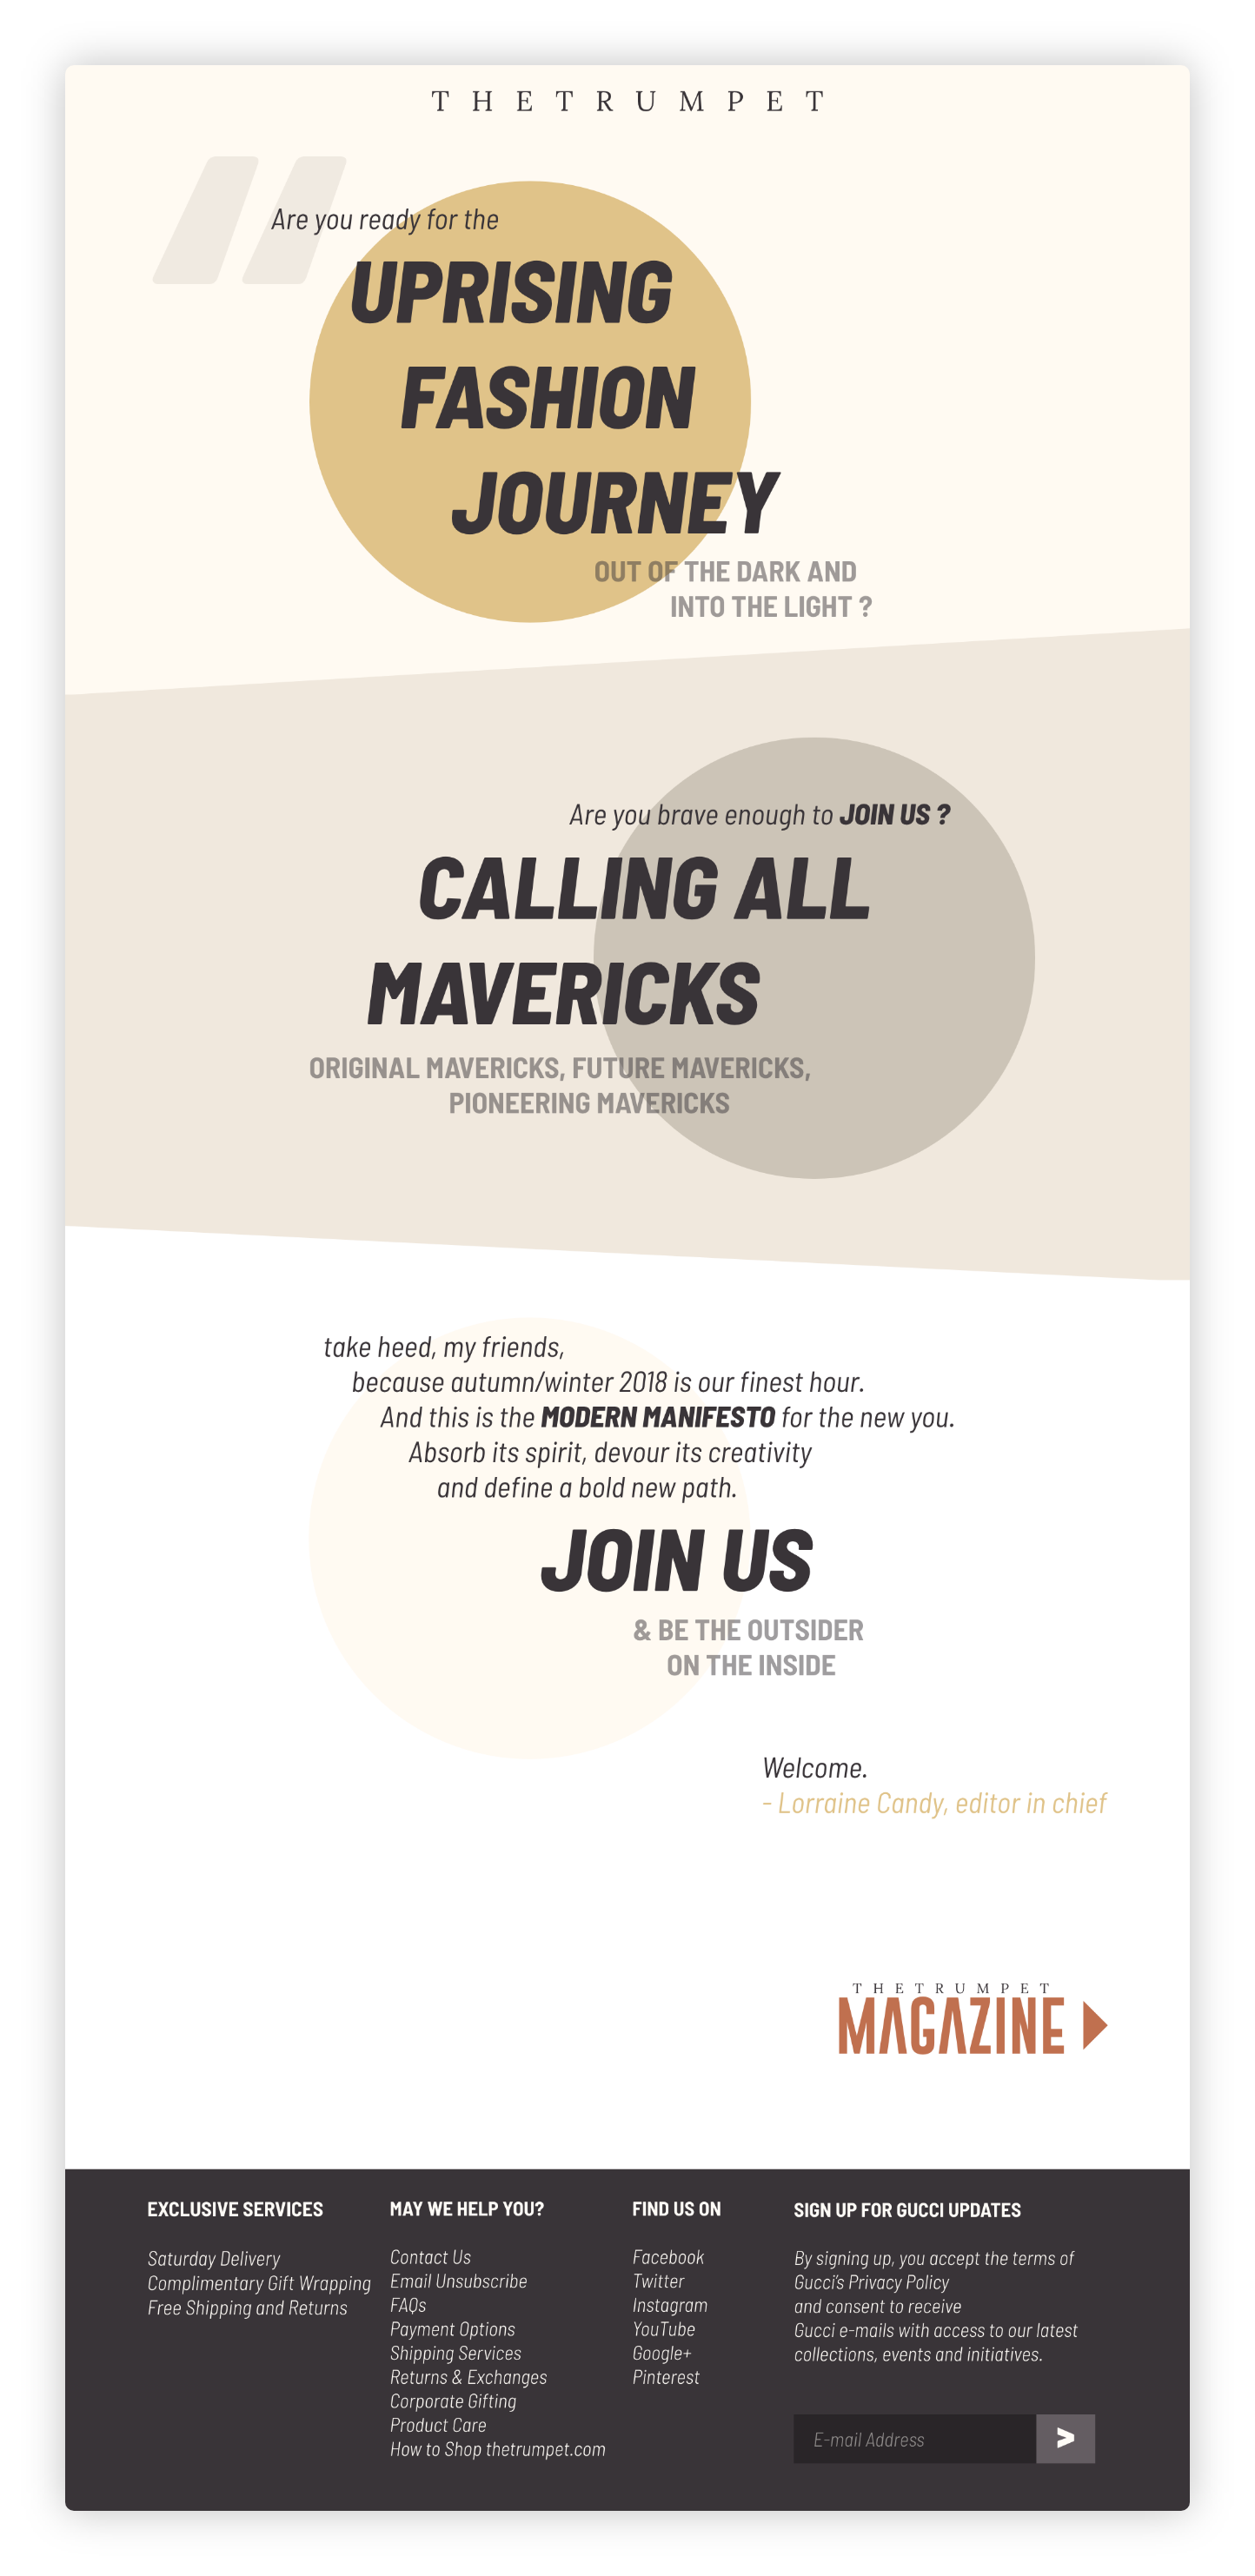 THETRUMPET
Are you ready for the
UPRISING
FASHION
JOURNEY
OUT OF THE DARK AND
INTO THE LIGHT ?
Are you brave enough to JOIN US ?
CALLING ALL
MAVERICKS
ORIGINAL MAVERICKS, FUTURE MAVERICKS,
PIONEERING MAVERICKS
take heed, my friends,
because autumn/winter 2018 is our finest hour.
And this is the MODERN MANIFESTO for the new you.
Absorb its spirit, devour its creativity
and define a bold new path.
JOIN US
& BE THE OUTSIDER
ON THE INSIDE
Welcome.
- Lorraine Candy, editor in chief
THETRUMPET
MAGAZINE
EXCLUSIVE SERVICES
Saturday Delivery
Complimentary Gift Wrapping
Free Shipping and Returns
MAY WE HELP YOU?
Contact Us
Email Unsubscribe
FAQs
Payment Options
Shipping Services
Returns & Exchanges
Corporate Gifting
Product Care
How to Shop thetrumpet.com
FIND US ON
Facebook
Twitter
Instagram
YouTube
Google+
Pinterest
SIGN UP FOR GUCCI UPDATES
By signing up, you accept the terms of
Gucci's Privacy Policy
and consent to receive
Gucci e-mails with access to our latest
collections, events and initiatives.
E-mail Address
>